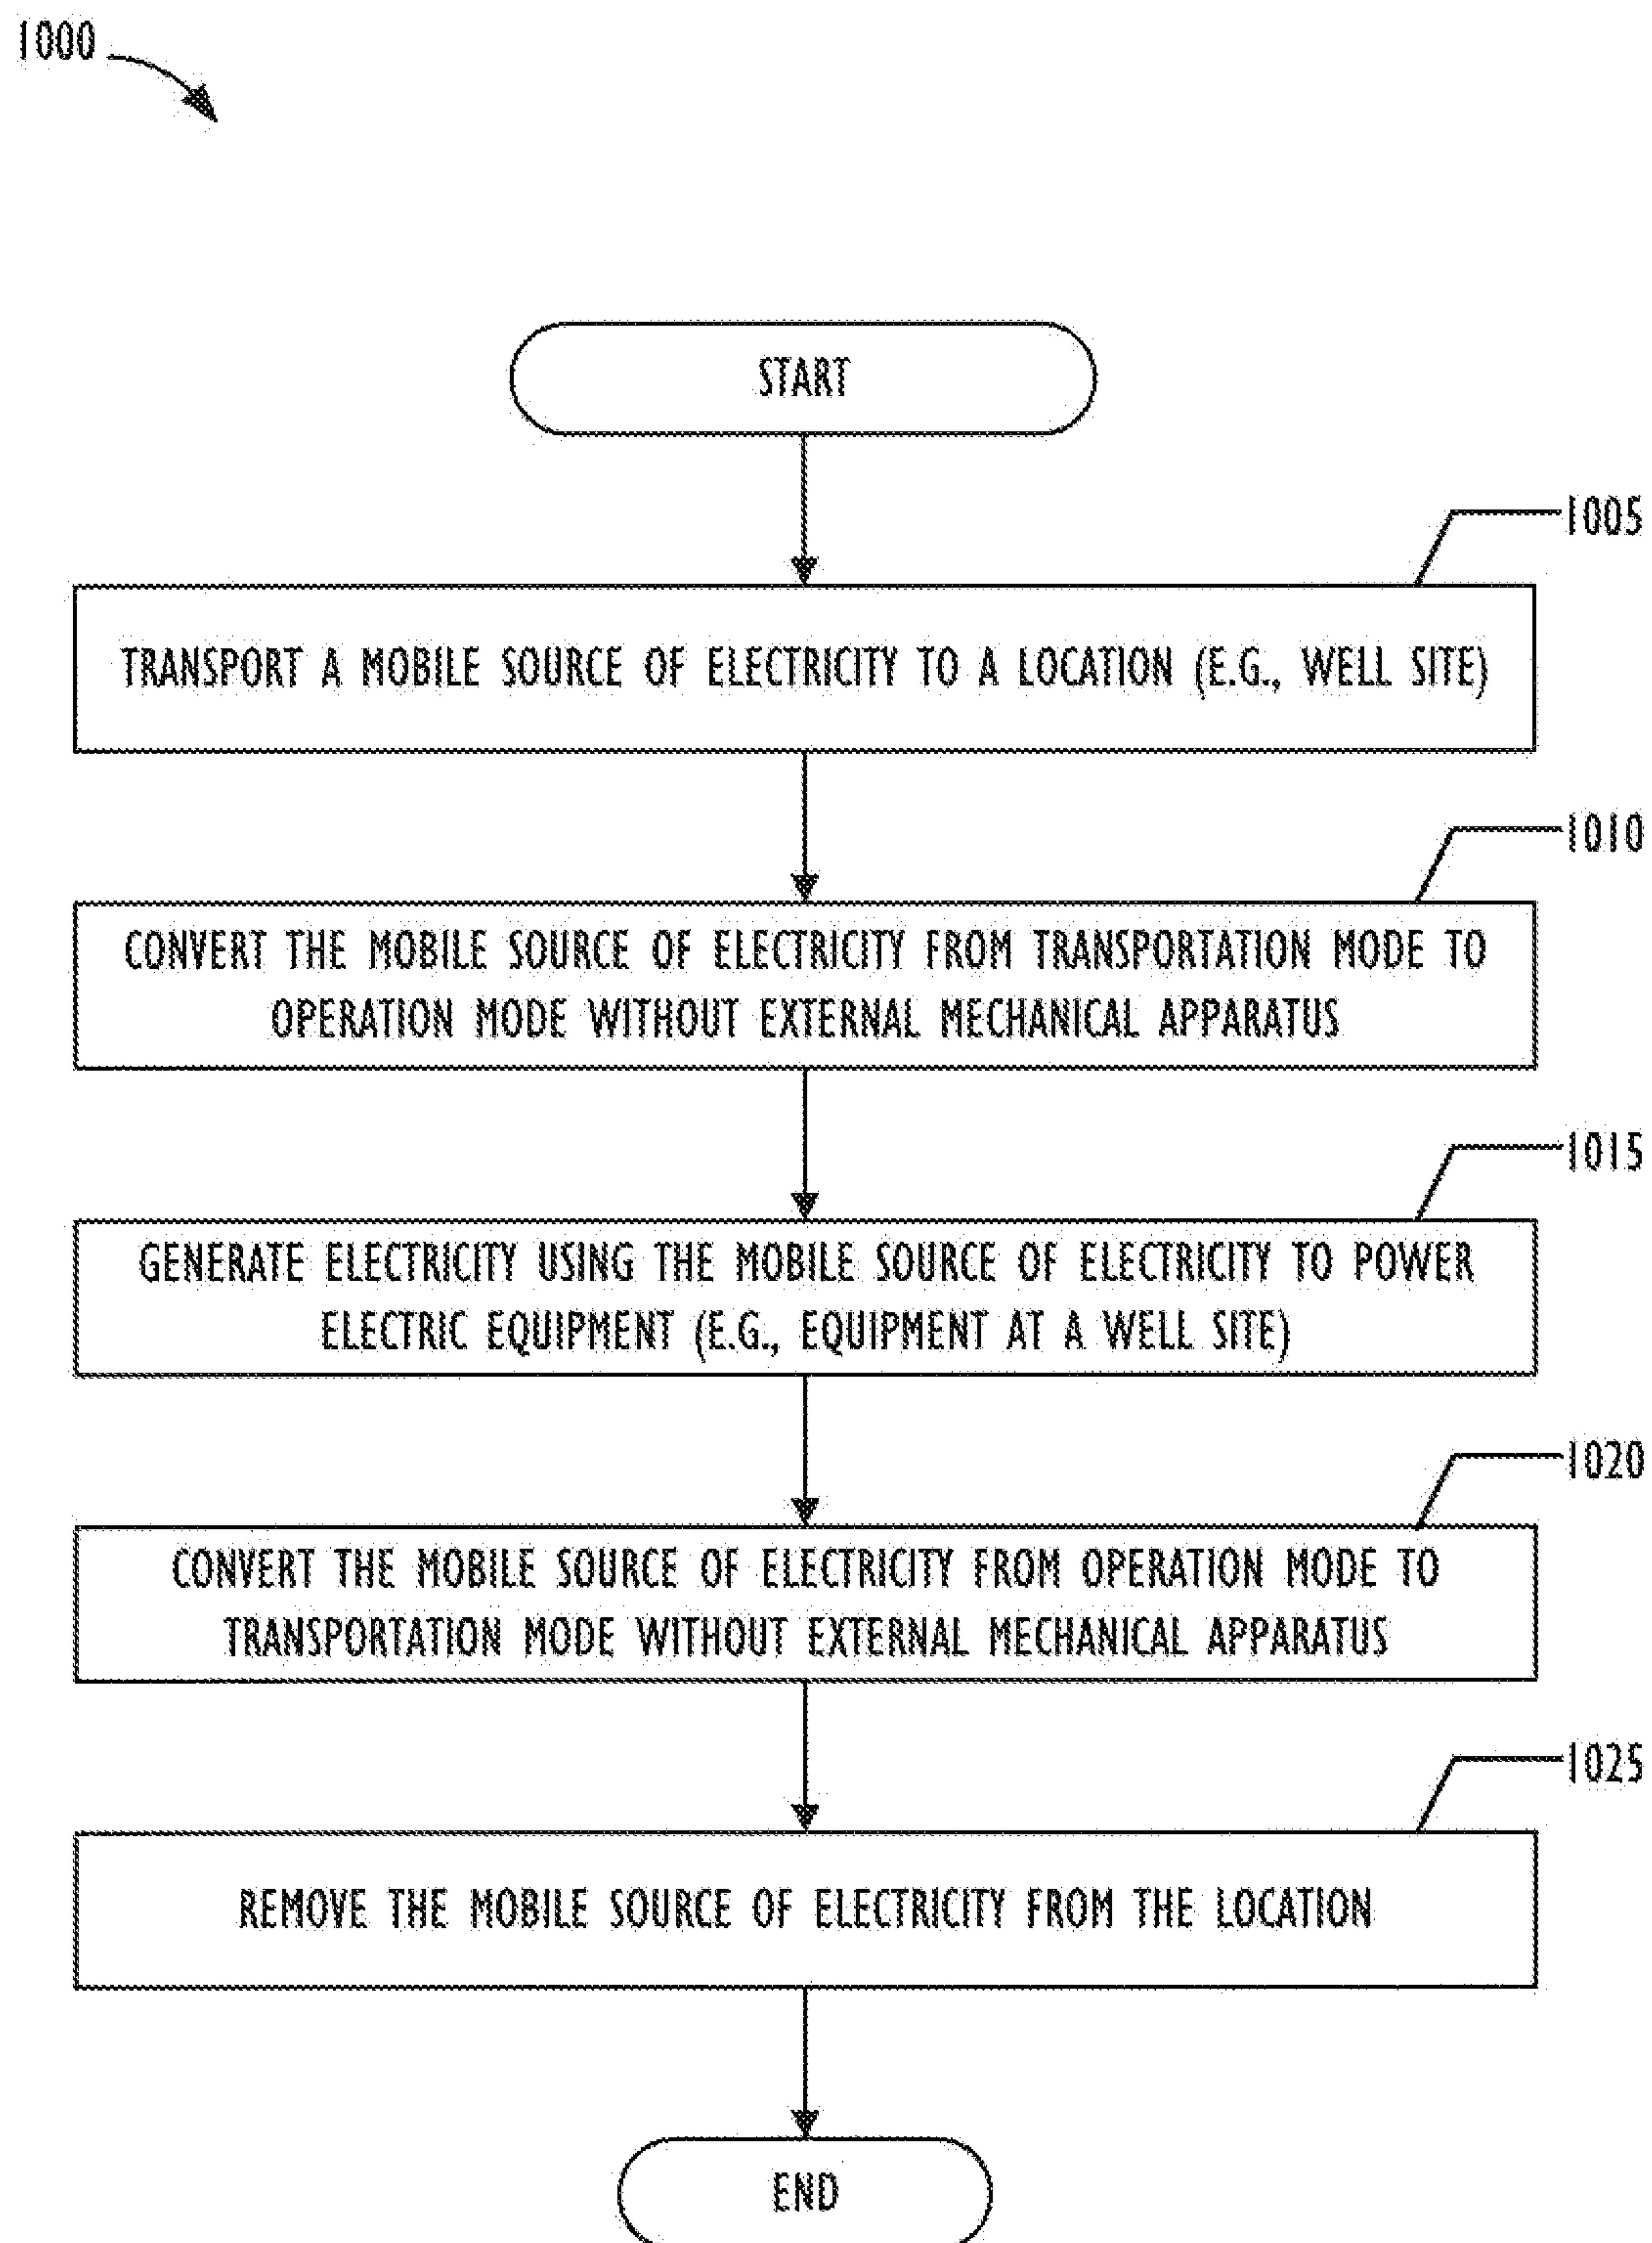 1000
START
1005
TRANSPORT A MOBILE SOURCE OF ELECTRICITY TO A LOCATION (E.G., WELL SITE)
1010
CONVERT THE MOBILE SOURCE OF ELECTRICITY FROM TRANSPORTATION MODE TO
OPERATION MODE WITHOUT EXTERNAL MECHANICAL APPARATUS
1015
GENERATE ELECTRICITY USING THE MOBILE SOURCE OF ELECTRICITY TO POWER
ELECTRIC EQUIPMENT (E.G., EQUIPMENT AT A WELL SITE)
1020
CONVERT THE MOBILE SOURCE OF ELECTRICITY FROM OPERATION MODE TO
TRANSPORTATION MODE WITHOUT EXTERNAL MECHANICAL APPARATUS
1025
REMOVE THE MOBILE SOURCE OF ELECTRICITY FROM THE LOCATION
END